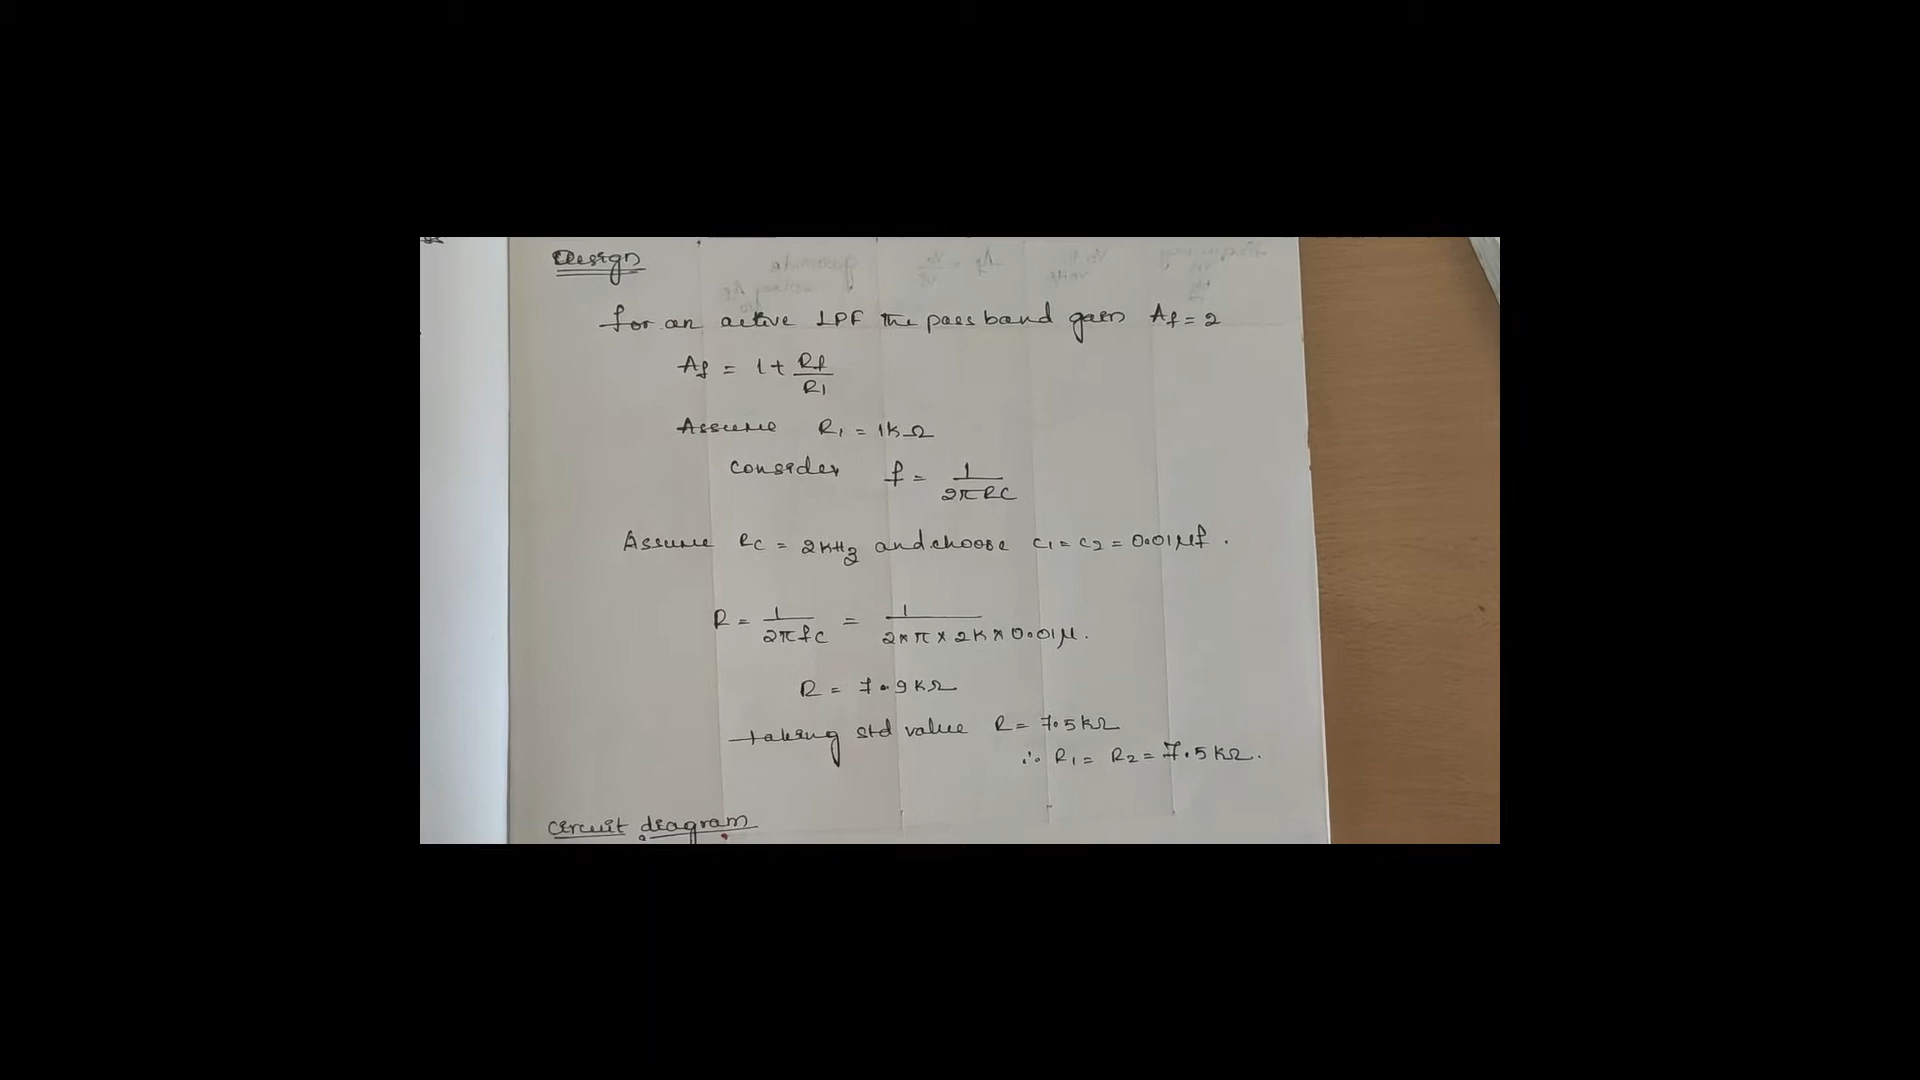 Design
for an active LPF the pass band gain Af = 2
Af = 1 + Rf/R1
Assume R1 = 1kΩ
consider f = 1/2πRC
Assume RC = 2KHz and choose C1 = C2 = 0.01μf.
R = 1/2πfC = 1/2×π×2K×0.01μ.
R = 7.9KΩ
taking std value R = 7.5kΩ
∴ R1 = R2 = 7.5KΩ.
circuit diagram